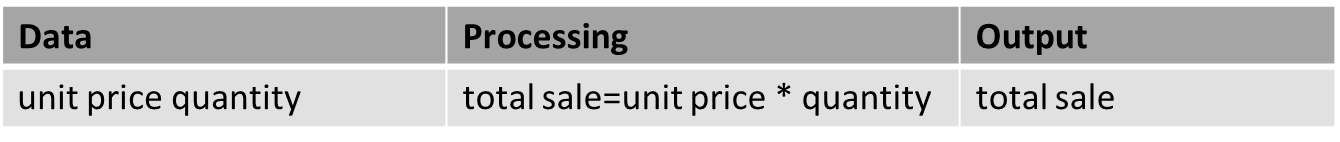 Data Processing Output
unit price quantity total sale=unit price * quantity total sale